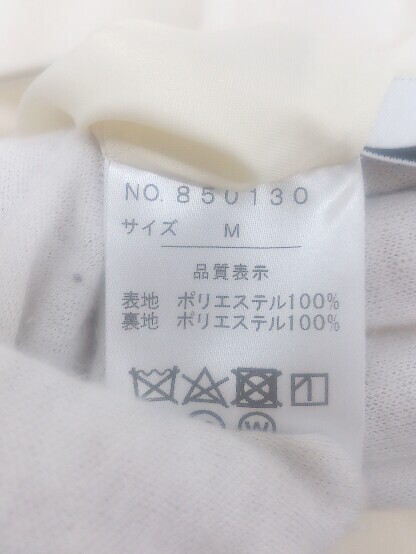 NO. 850130
サイズ M
品質表示
表地 ポリエステル100%
裏地 ポリエステル100%
W